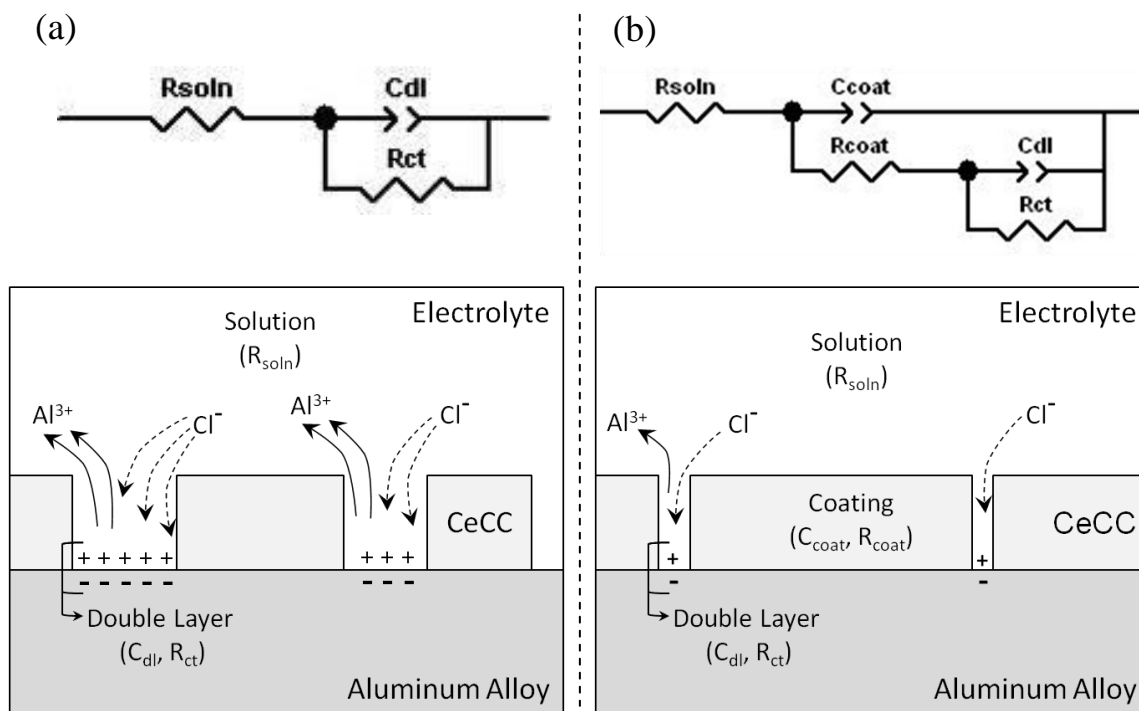 (a)
Rsoln
Cdl
Rct
Electrolyte
Solution
(Rsoln)
Al3+
Cl-
Al3+
Cl-
CeCC
+ + + + +
+ + +
- - - - -
- - -
Double Layer
(Cdl, Rct)
Aluminum Alloy
(b)
Rsoln
Ccoat
Rcoat
Cdl
Rct
Electrolyte
Solution
(Rsoln)
Al3+
Cl-
Cl-
Coating
(Ccoat, Rcoat)
CeCC
+
+
-
-
Double Layer
(Cdl, Rct)
Aluminum Alloy